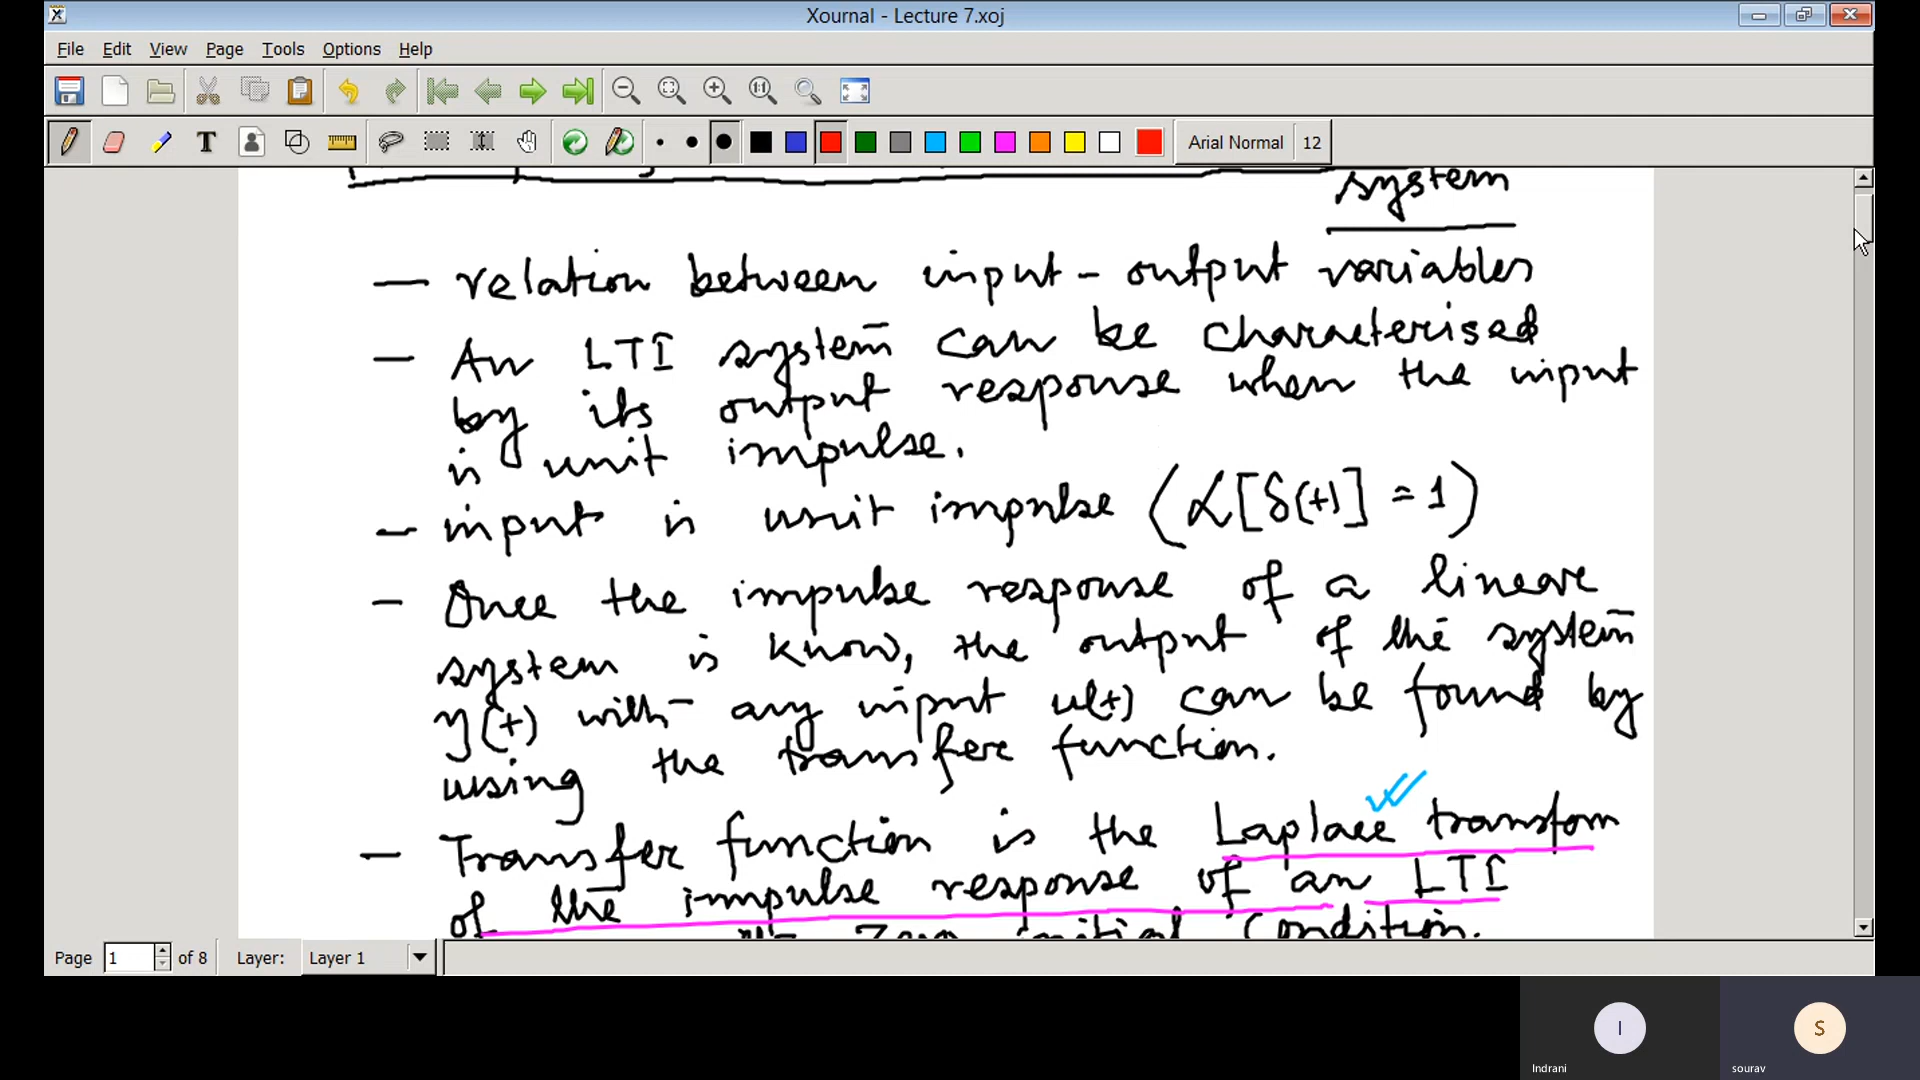 Xournal - Lecture 7.xoj
File Edit View Page Tools Options Help
Arial Normal 12
system
— relation between input - output variables
— An LTI system can be characterised
by its output response when the input
is unit impulse.
— input is unit impulse (ℒ[δ(t)] = 1)
— Once the impulse response of a linear
system is know, the output of the system
y(t) with any input u(t) can be found by
using the transfer function.
— Transfer function is the Laplace transfom
of the impulse response of an LTI
zero initial condition.
Page 1 of 8 Layer: Layer 1
I S
Indrani sourav